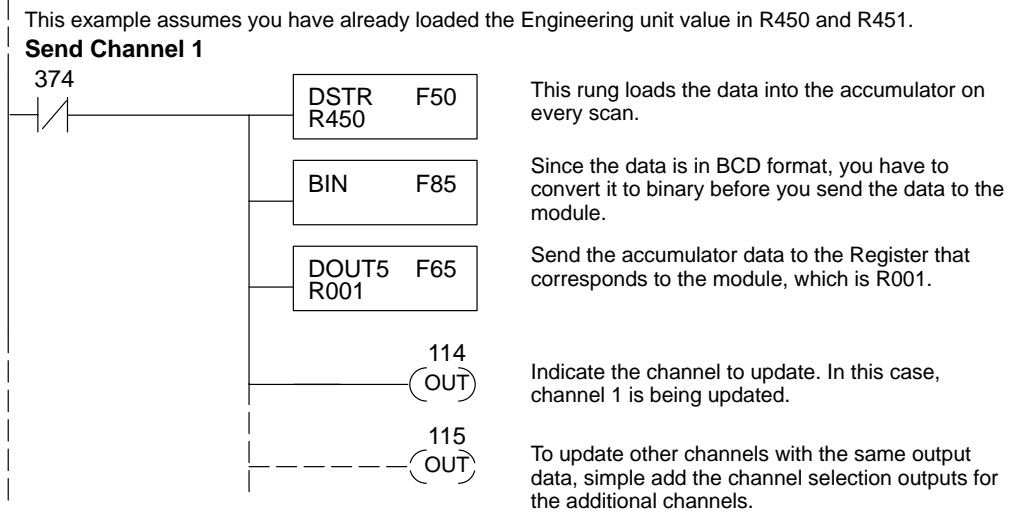 This example assumes you have already loaded the Engineering unit value in R450 and R451.
Send Channel 1
374
DSTR F50
R450
This rung loads the data into the accumulator on
every scan.
BIN F85
Since the data is in BCD format, you have to
convert it to binary before you send the data to the
module.
DOUT5 F65
R001
Send the accumulator data to the Register that
corresponds to the module, which is R001.
114
OUT
Indicate the channel to update. In this case,
channel 1 is being updated.
115
OUT
To update other channels with the same output
data, simple add the channel selection outputs for
the additional channels.